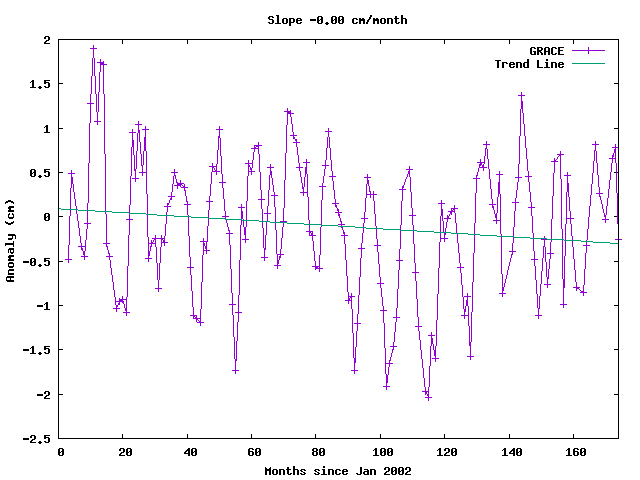 Slope -0.00 cm/month
GRACE
Trend Line
2
1.5
1
0.5
0
-0.5
-1
-1.5
-2
-2.5
Anomaly (cm)
0 20 40 60 80 100 120 140 160
Months since Jan 2002